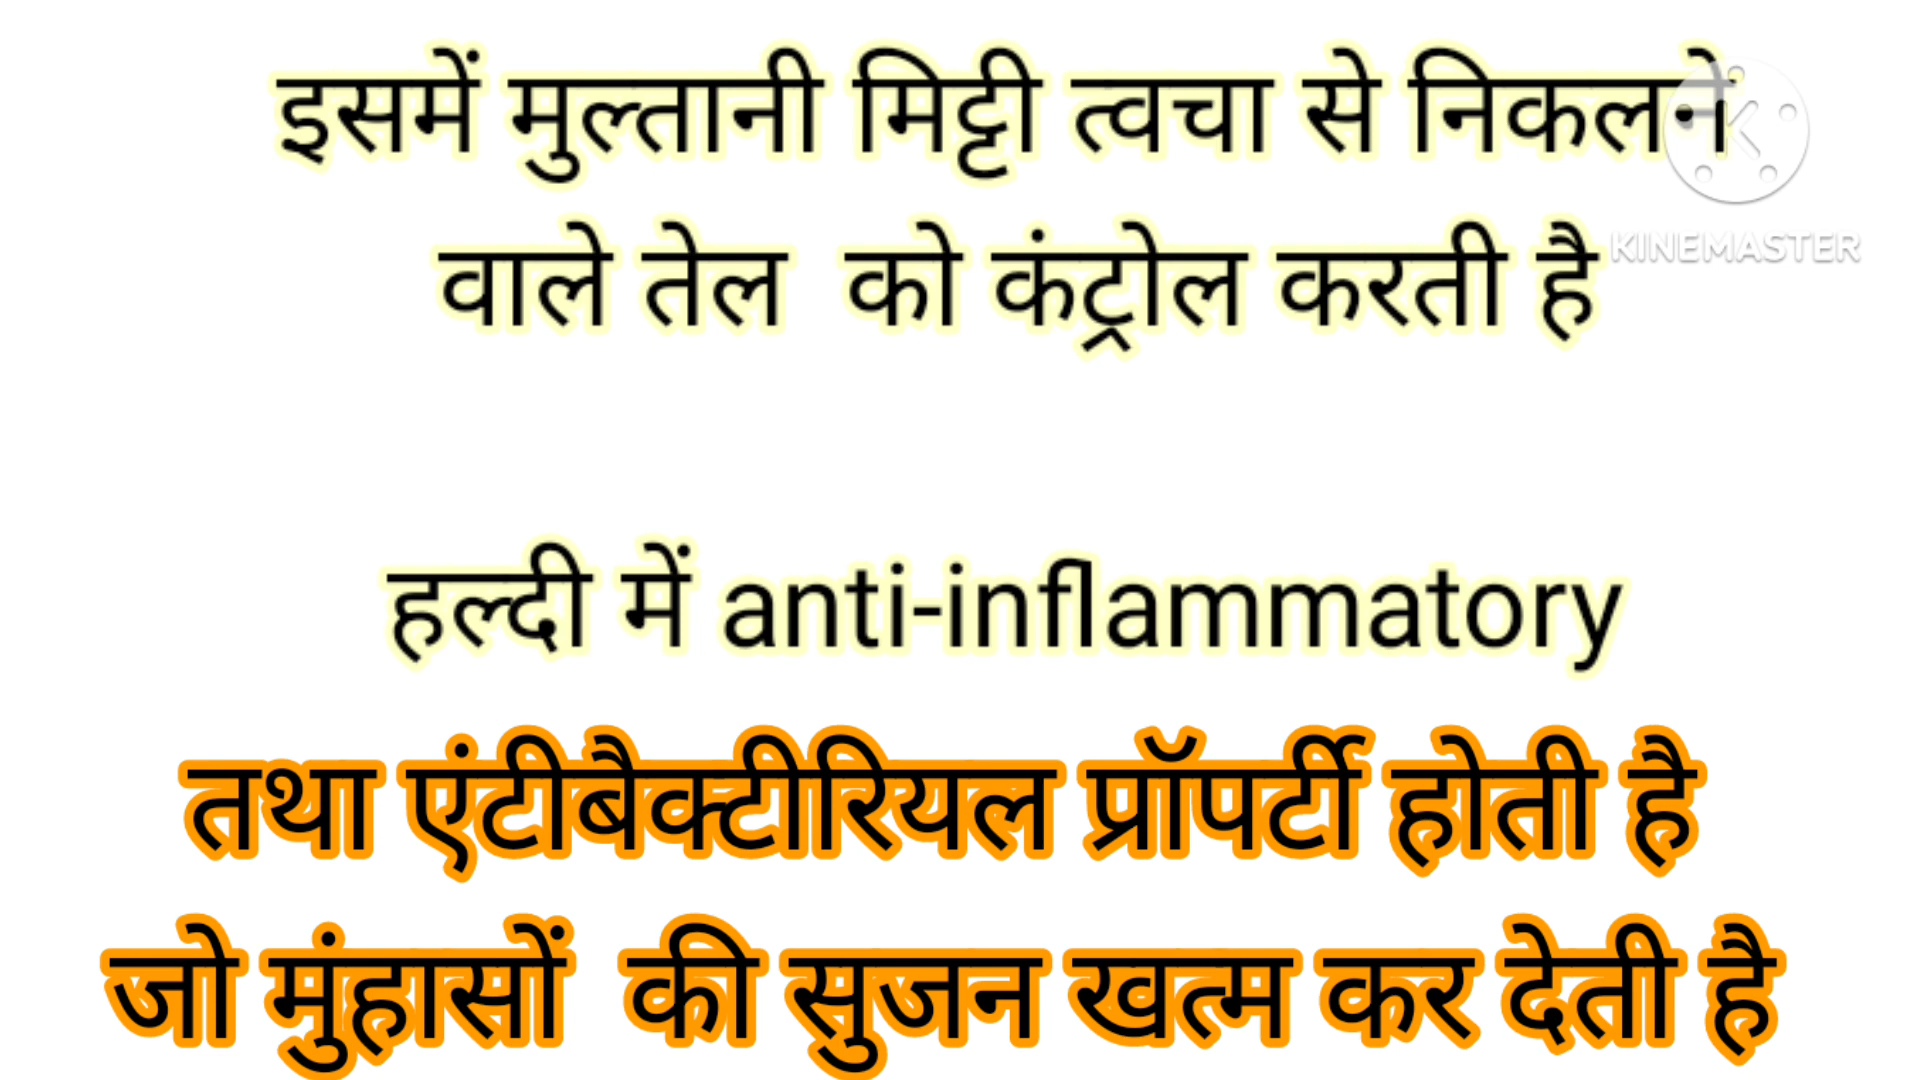 इसमें मुल्तानी मिट्टी त्वचा से निकलने
वाले तेल को कंट्रोल करती है
KINEMASTER
हल्दी में anti-inflammatory
तथा एंटीबैक्टीरियल प्रॉपर्टी होती है
जो मुंहासों की सुजन खत्म कर देती है